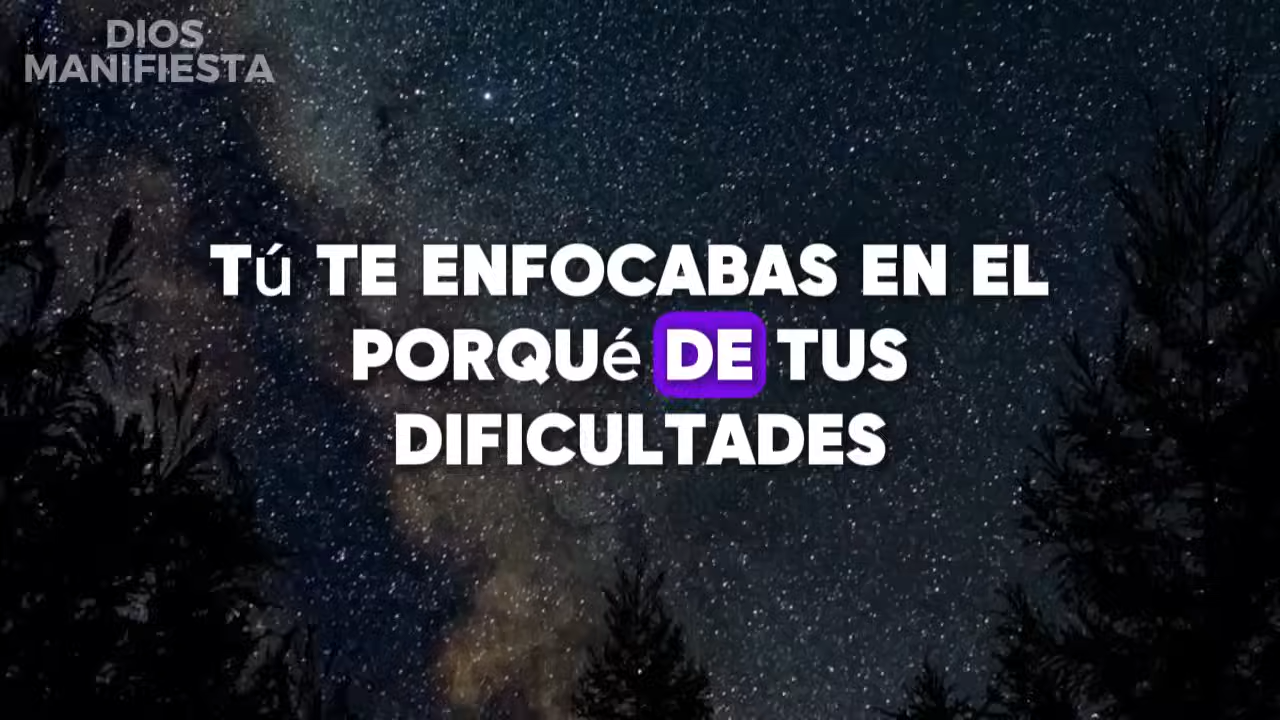 DIOS
MANIFIESTA
Tú TE ENFOCABAS EN EL
PORQUé DE TUS
DIFICULTADES